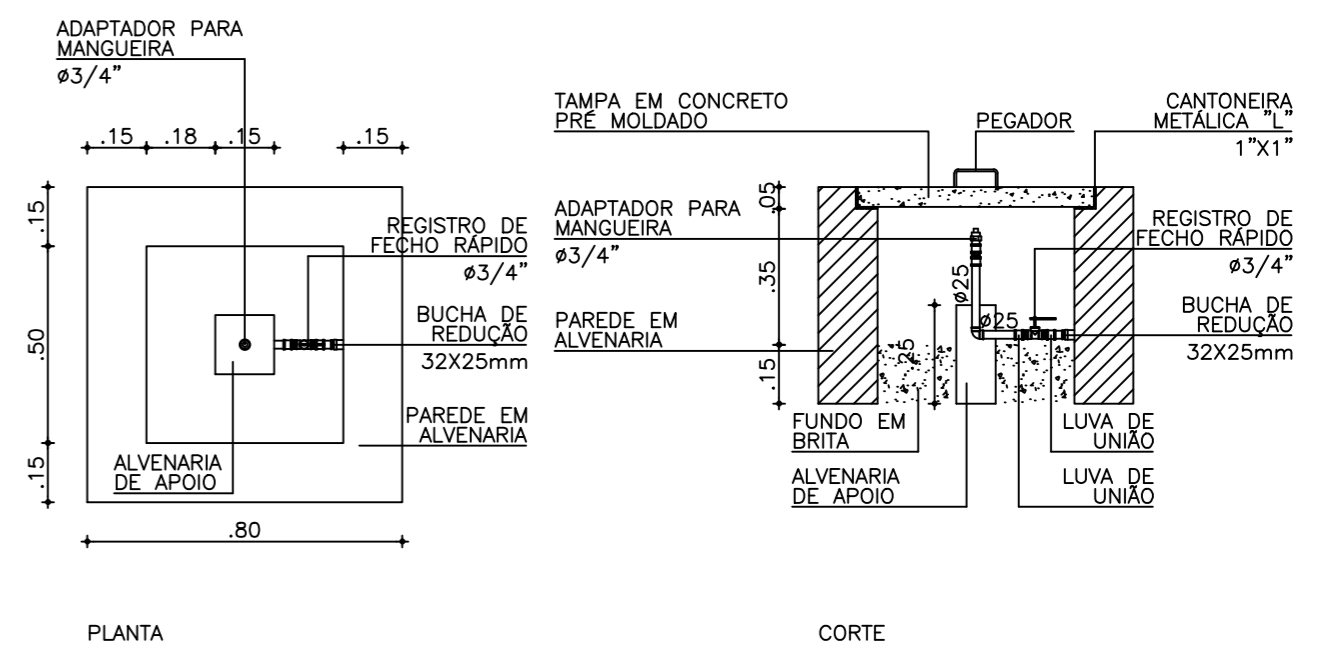 ADAPTADOR PARA
MANGUEIRA
ø3/4"
.15
.18
.15
.15
.15
.50
.15
REGISTRO DE
FECHO RÁPIDO
ø3/4"
BUCHA DE
REDUÇÃO
32X25mm
PAREDE EM
ALVENARIA
ALVENARIA
DE APOIO
.80
PLANTA
TAMPA EM CONCRETO
PRÉ MOLDADO
PEGADOR
CANTONEIRA
METÁLICA "L"
1"X1"
ADAPTADOR PARA
MANGUEIRA
ø3/4"
.05
.35
.15
REGISTRO DE
FECHO RÁPIDO
ø3/4"
ø25
ø25
.25
PAREDE EM
ALVENARIA
BUCHA DE
REDUÇÃO
32X25mm
FUNDO EM
BRITA
LUVA DE
UNIÃO
ALVENARIA
DE APOIO
LUVA DE
UNIÃO
CORTE